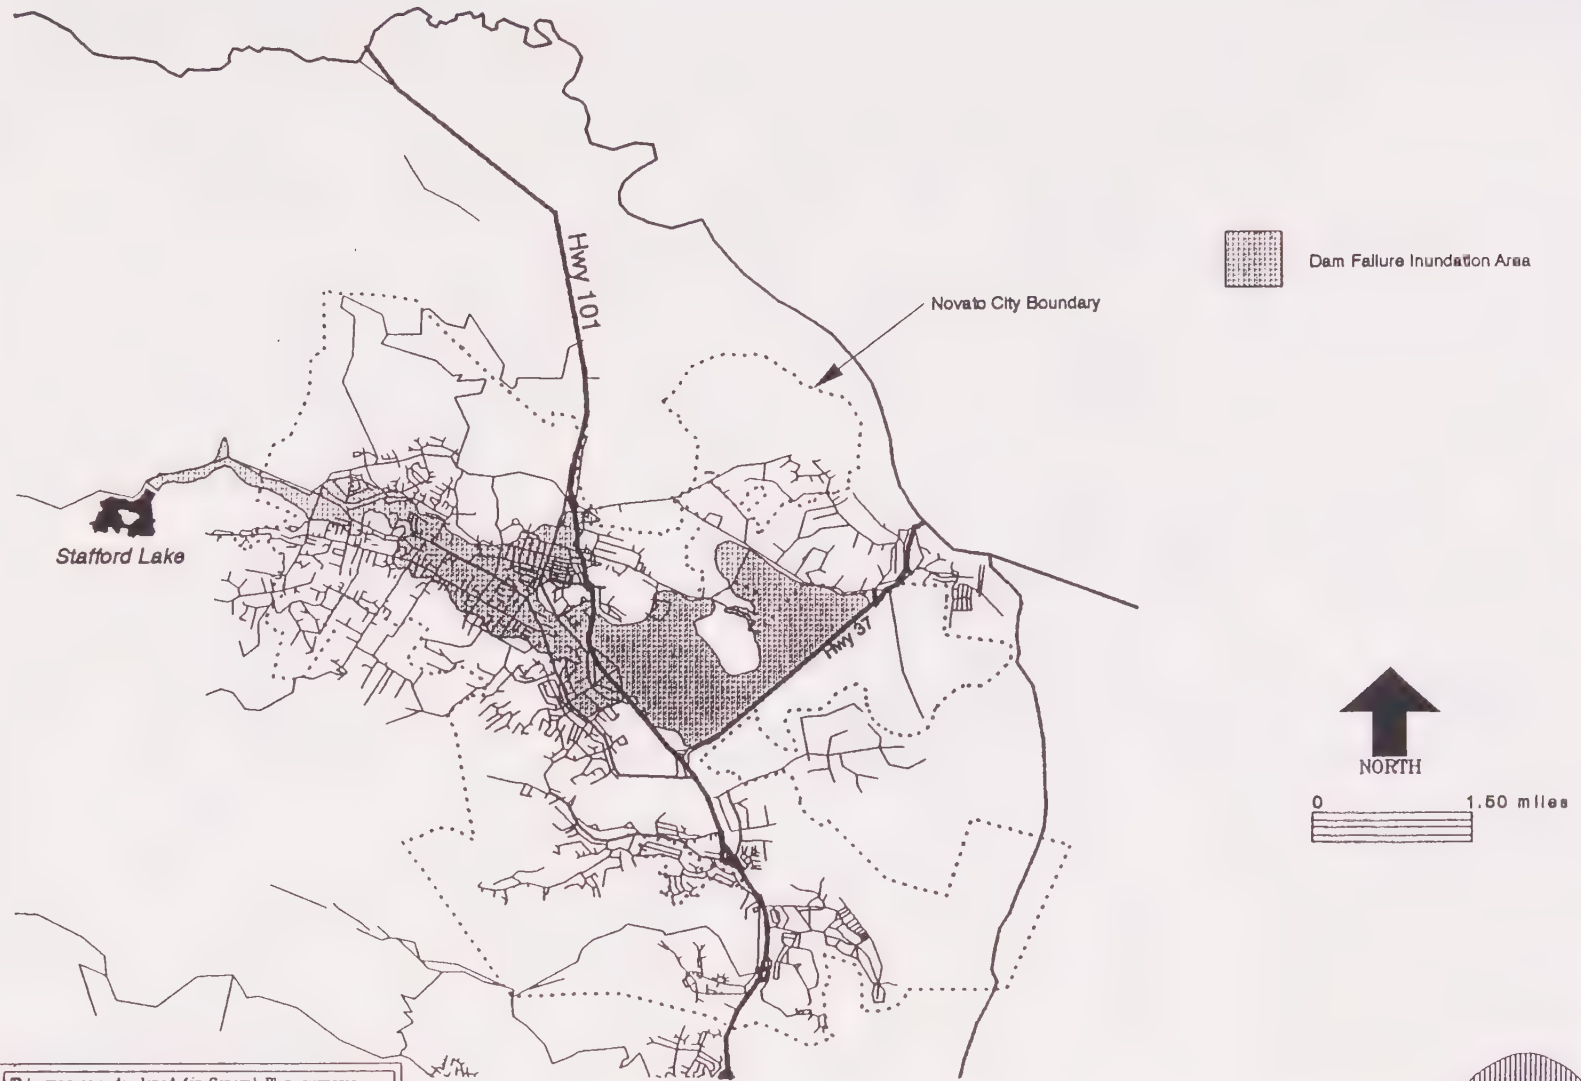 Hwy 101
Dam Failure Inundation Area
Novato City Boundary
Stafford Lake
Hwy 37
NORTH
0 1.50 miles